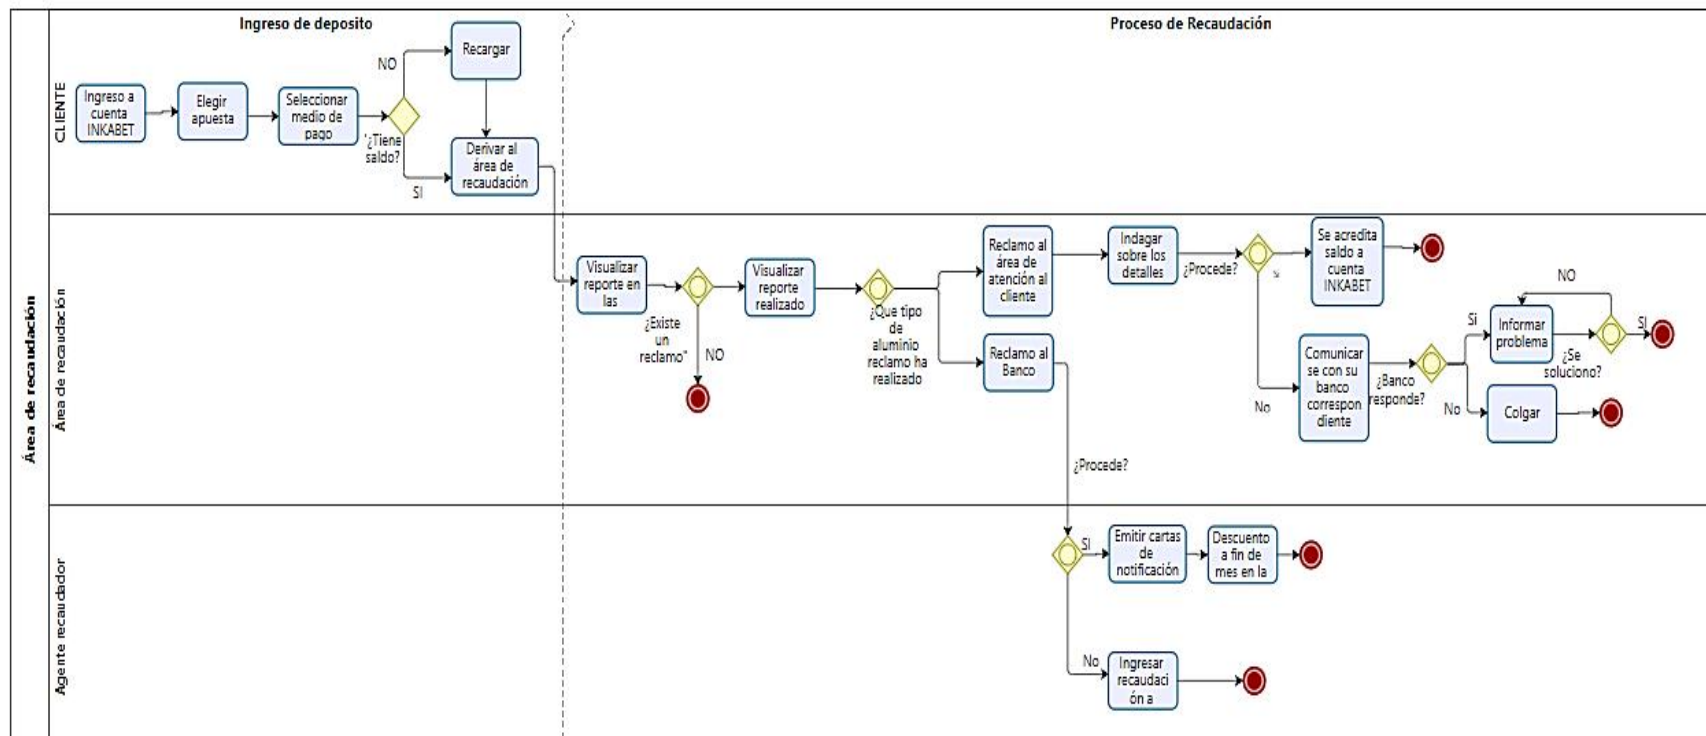 Ingreso de deposito
Proceso de Recaudación
Área de recaudación
CLIENTE
Ingreso a
cuenta
INKABET
Elegir
apuesta
Seleccionar
medio de
pago
'¿Tiene
saldo?
NO
SI
Recargar
Derivar al
área de
recaudación
Área de recaudación
Visualizar
reporte en
las
¿Existe
un
reclamo"
NO
Visualizar
reporte
realizado
¿Que tipo
de
aluminio
reclamo ha
realizado
Reclamo al
área de
atención al
cliente
Reclamo al
Banco
Indagar
sobre los
detalles
¿Procede?
Se acredita
saldo a
cuenta
INKABET
No
Comunicar
se con su
banco
correspon
diente
¿Banco
responde?
Si
No
Informar
problema
¿Se
soluciono?
NO
SI
Colgar
¿Procede?
Agente recaudador
SI
Emitir cartas
de
notificación
Descuento
a fin de
mes en la
No
Ingresar
recaudaci
ón a